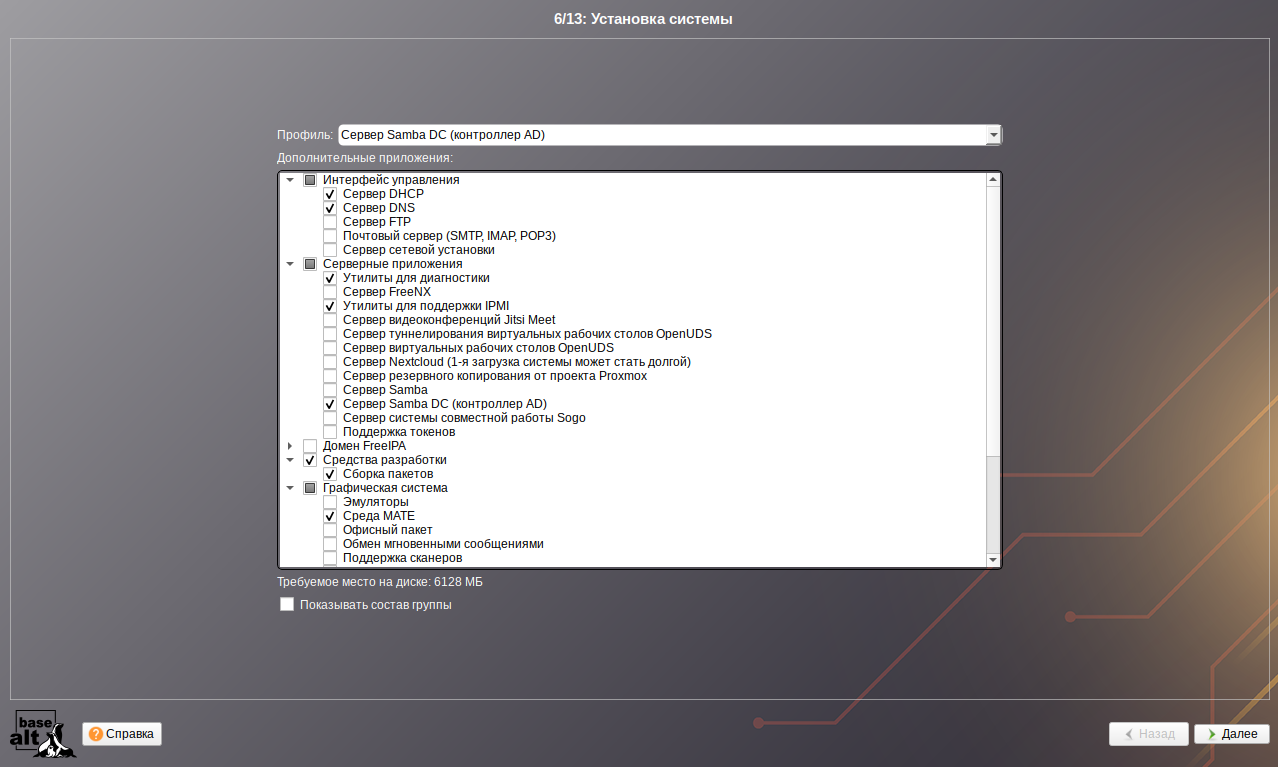 6/13: Установка системы
Профиль: Сервер Samba DC (контроллер AD)
Дополнительные приложения:
Интерфейс управления
Сервер DHCP
Сервер DNS
Сервер FTP
Почтовый сервер (SMTP, IMAP, POP3)
Сервер сетевой установки
Серверные приложения
Утилиты для диагностики
Сервер FreeNX
Утилиты для поддержки IPMI
Сервер видеоконференций Jitsi Meet
Сервер туннелирования виртуальных рабочих столов OpenUDS
Сервер виртуальных рабочих столов OpenUDS
Сервер Nextcloud (1-я загрузка системы может стать долгой)
Сервер резервного копирования от проекта Proxmox
Сервер Samba
Сервер Samba DC (контроллер AD)
Сервер системы совместной работы Sogo
Поддержка токенов
Домен FreeIPA
Средства разработки
Сборка пакетов
Графическая система
Эмуляторы
Среда MATE
Офисный пакет
Обмен мгновенными сообщениями
Поддержка сканеров
Требуемое место на диске: 6128 МБ
Показывать состав группы
base
alt
Справка
Назад
Далее